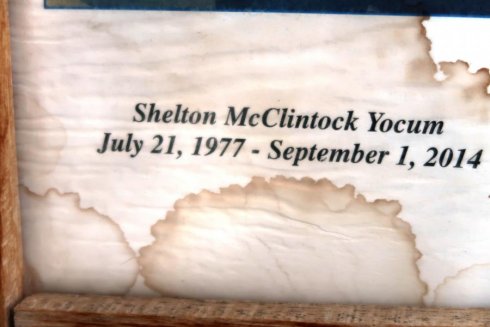 Shelton McClintock Yocum
July 21, 1977 - September 1, 2014